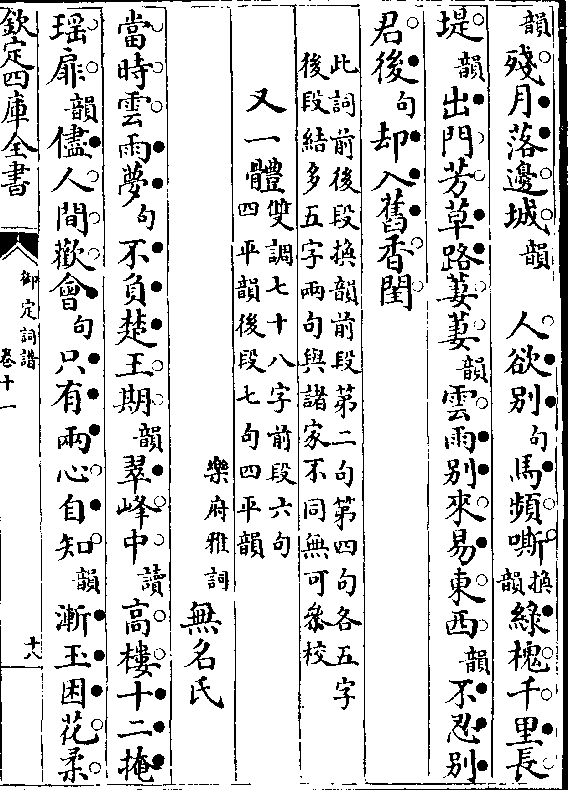 韻殘月落邊城韻　人欲別句馬頻嘶換韻綠槐千里長
堤韻出門芳草路萋萋韻雲雨別來易東西韻不忍別
君後句却入舊香閨
此詞前後段換韻前段第二句第四句各五字
後段結多五字兩句與諸家不同無可叅校
又一體雙調七十八字前段六句
四平韻後段七句四平韻
樂府雅詞　無名氏
當時雲雨夢句不負楚王期韻翠峰中讀高樓十二掩
瑶扉韻儘人間歡會句只有兩心自知韻漸玉困花柔
欽定四庫全書
御定詞譜
卷十一
十八